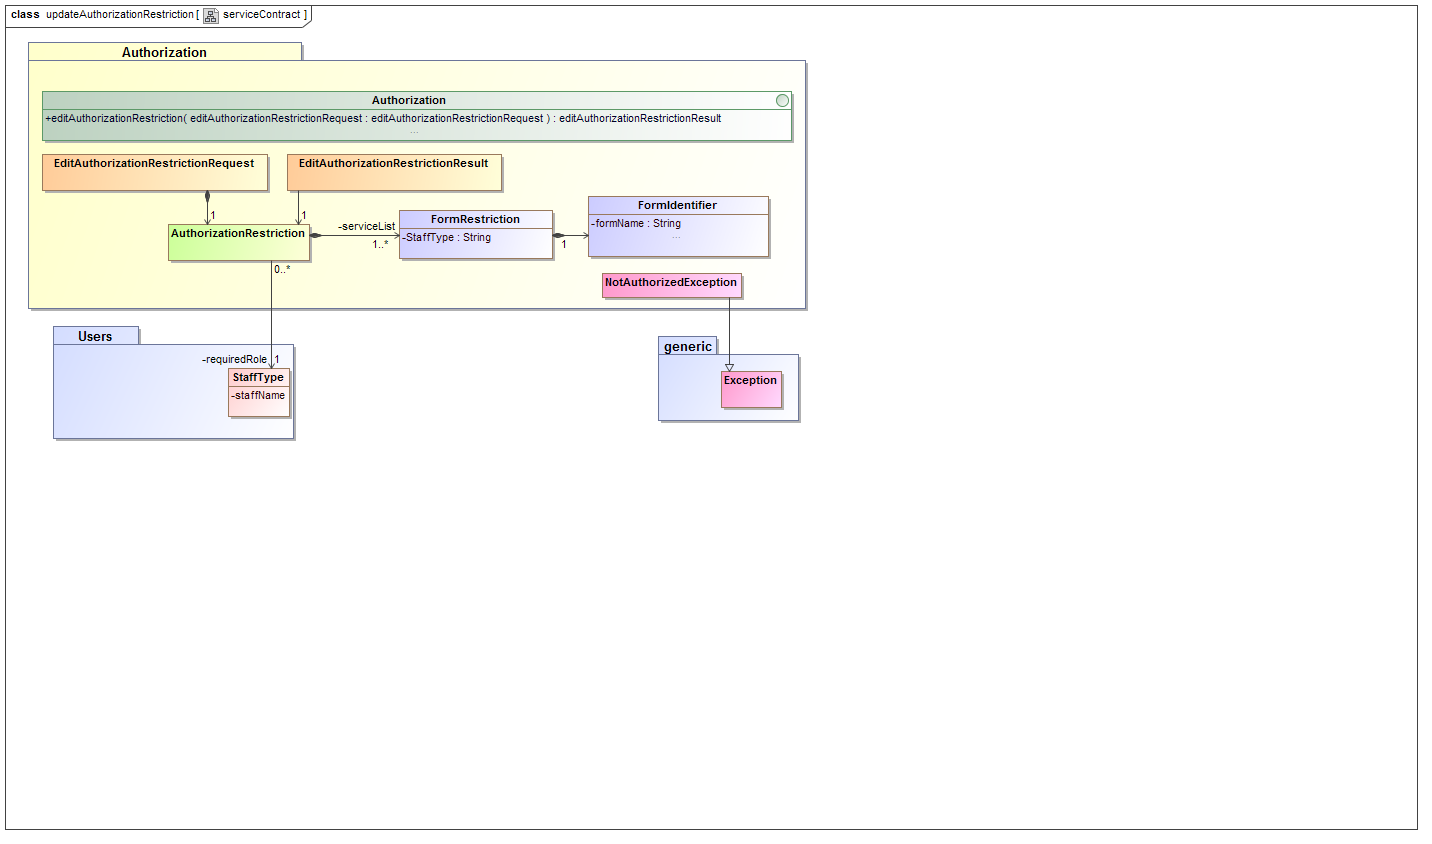 class updateAuthorizationRestriction [ serviceContract ]
Authorization
Authorization
+editAuthorizationRestriction( editAuthorizationRestrictionRequest : editAuthorizationRestrictionRequest ) : editAuthorizationRestrictionResult
...
EditAuthorizationRestrictionRequest
EditAuthorizationRestrictionResult
1
1
AuthorizationRestriction
-serviceList
1..*
FormRestriction
-StaffType : String
1
FormIdentifier
-formName : String
...
0..*
NotAuthorizedException
Users
-requiredRole
1
StaffType
-staffName
generic
Exception